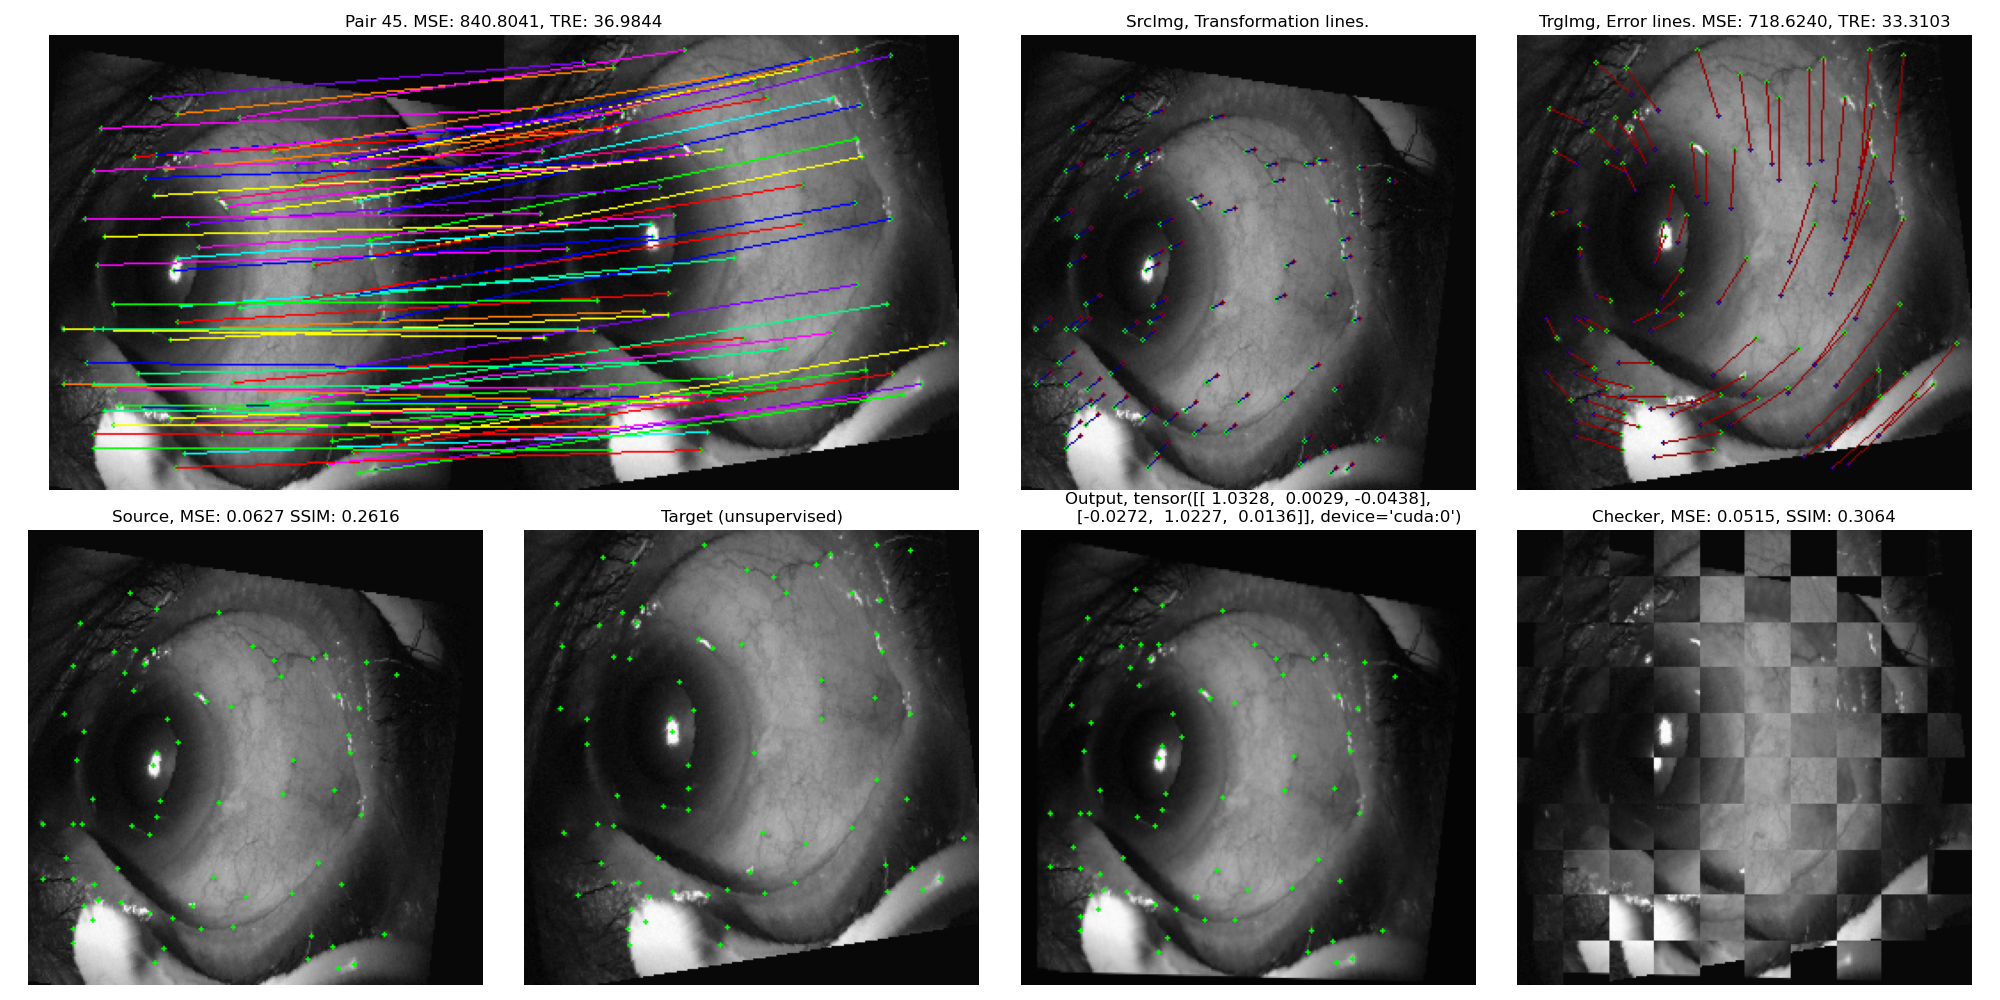 Pair 45. MSE: 840.8041, TRE: 36.9844
SrcImg, Transformation lines.
TrgImg, Error lines. MSE: 718.6240, TRE: 33.3103
Source, MSE: 0.0627 SSIM: 0.2616
Target (unsupervised)
Output, tensor([[ 1.0328,  0.0029, -0.0438],
[-0.0272,  1.0227,  0.0136]], device='cuda:0')
Checker, MSE: 0.0515, SSIM: 0.3064